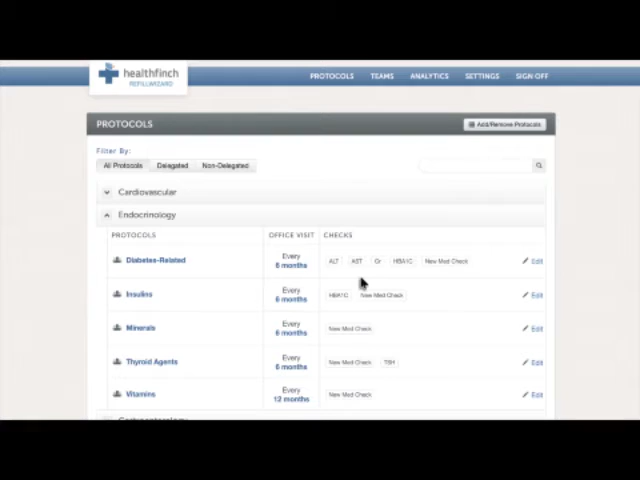 healthfinch
REFILLWIZARD
PROTOCOLS TEAMS ANALYTICS SETTINGS SIGN OFF
PROTOCOLS
Add/Remove Protocols
Filter By:
All Protocols Delegated Non-Delegated
Cardiovascular
Endocrinology
PROTOCOLS OFFICE VISIT CHECKS
Diabetes-Related Every 6 months ALT AST Cr HBA1C New Med Check Edit
Insulins Every 6 months HBA1C New Med Check Edit
Minerals Every 6 months New Med Check Edit
Thyroid Agents Every 6 months New Med Check TSH Edit
Vitamins Every 12 months New Med Check Edit